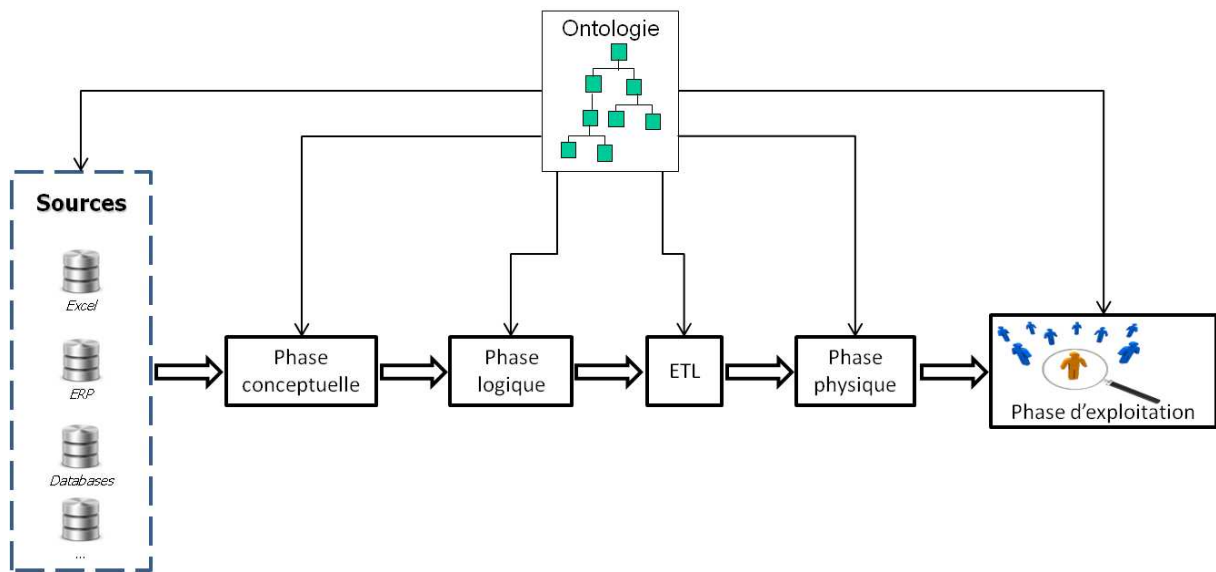 Ontologie
Sources
Excel
ERP
Databases
...
Phase
conceptuelle
Phase
logique
ETL
Phase
physique
Phase d'exploitation